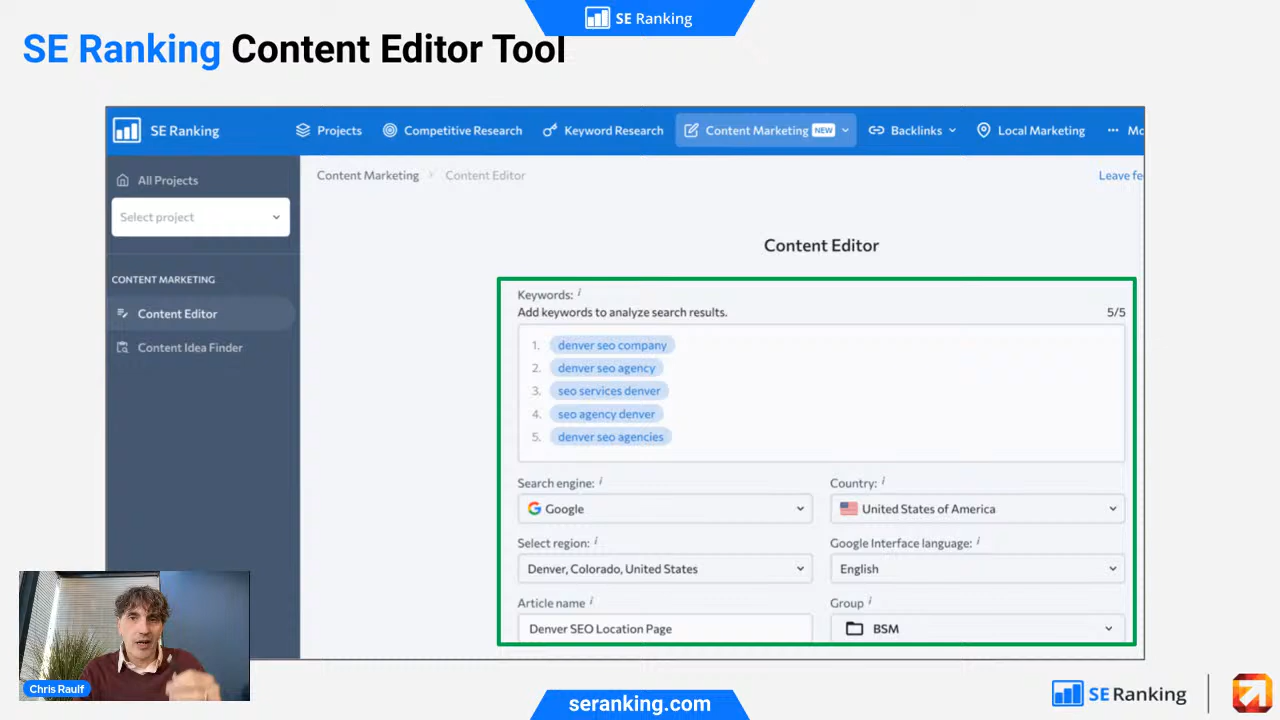 SE Ranking
SE Ranking Content Editor Tool
SE Ranking
Projects
Competitive Research
Keyword Research
Content Marketing NEW
Backlinks
Local Marketing
Mo
All Projects
Select project
CONTENT MARKETING
Content Editor
Content Idea Finder
Content Marketing
Content Editor
Leave fe
Content Editor
Keywords: i
Add keywords to analyze search results.
5/5
1. denver seo company
2. denver seo agency
3. seo services denver
4. seo agency denver
5. denver seo agencies
Search engine: i
Country: i
Google
United States of America
Select region: i
Google Interface language: i
Denver, Colorado, United States
English
Article name i
Group i
Denver SEO Location Page
BSM
Chris Raulf
seranking.com
SE Ranking